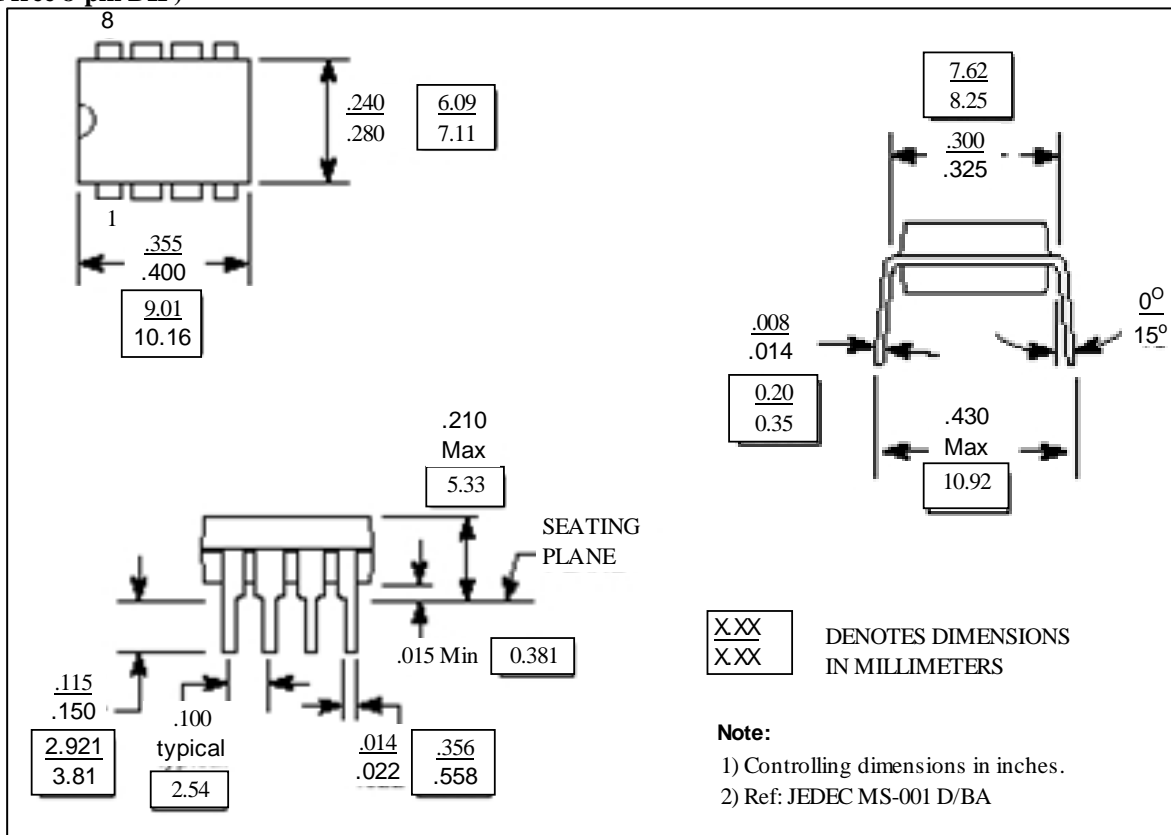 8
.240
.280
6.09
7.11
1
.355
.400
9.01
10.16
7.62
8.25
.300
.325
.008
.014
0.20
0.35
0O
15o
.430
Max
10.92
.210
Max
5.33
SEATING
PLANE
.015 Min
0.381
.115
.150
2.921
3.81
.100
typical
2.54
.014
.022
.356
.558
X.XX
X.XX
DENOTES DIMENSIONS
IN MILLIMETERS
Note:
1) Controlling dimensions in inches.
2) Ref: JEDEC MS-001 D/BA